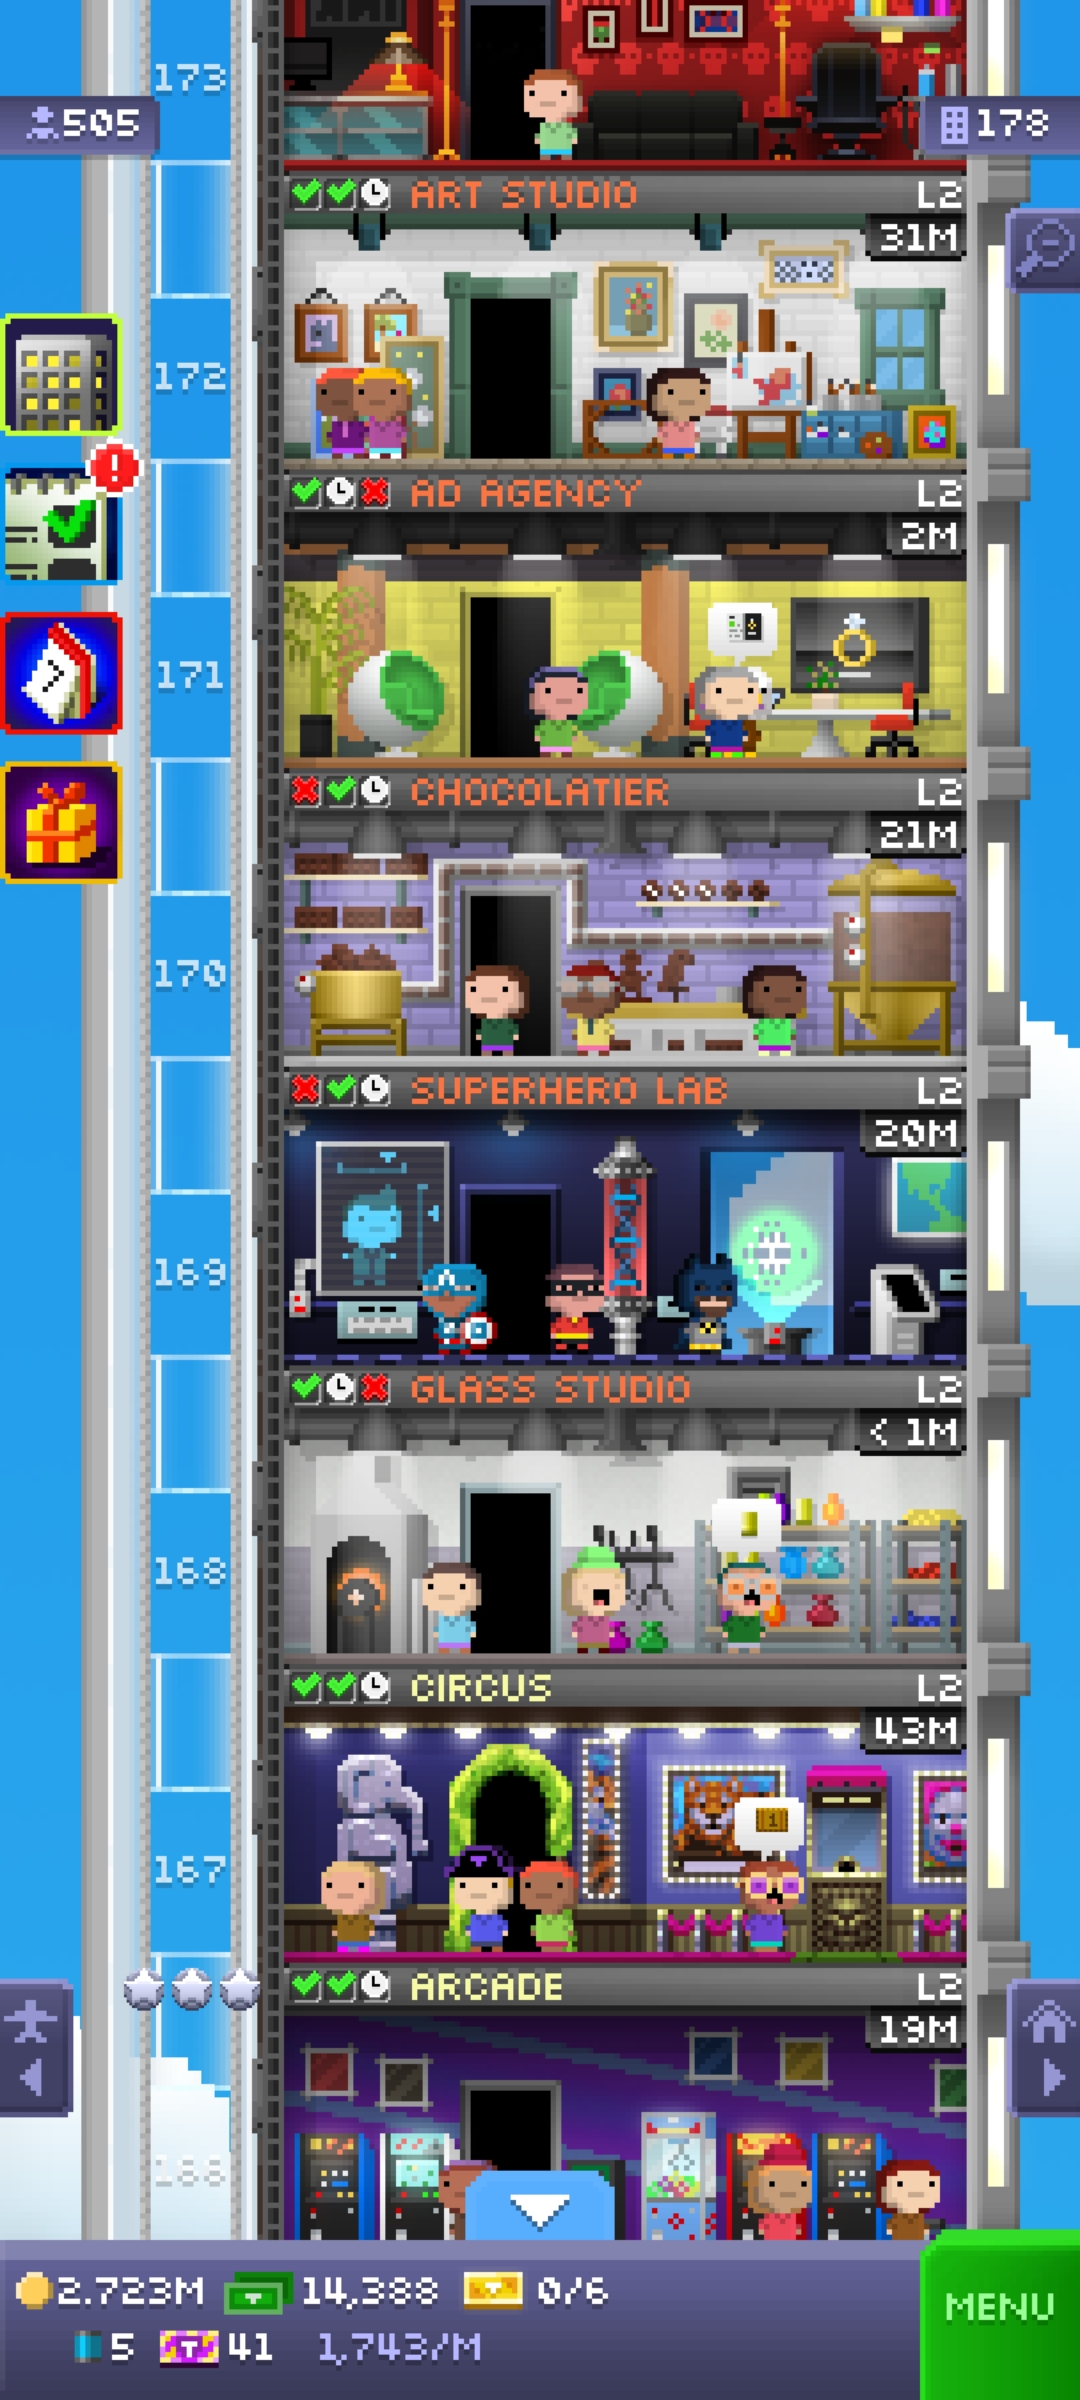 173
505
178
ART STUDIO L2
31M
172
AD AGENCY L2
2M
171
CHOCOLATIER L2
21M
170
SUPERHERO LAB L2
20M
169
GLASS STUDIO L2
< 1M
168
CIRCUS L2
43M
1
167
ARCADE L2
19M
166
2.723M 14,388 0/6
MENU
5 41 1,743/M